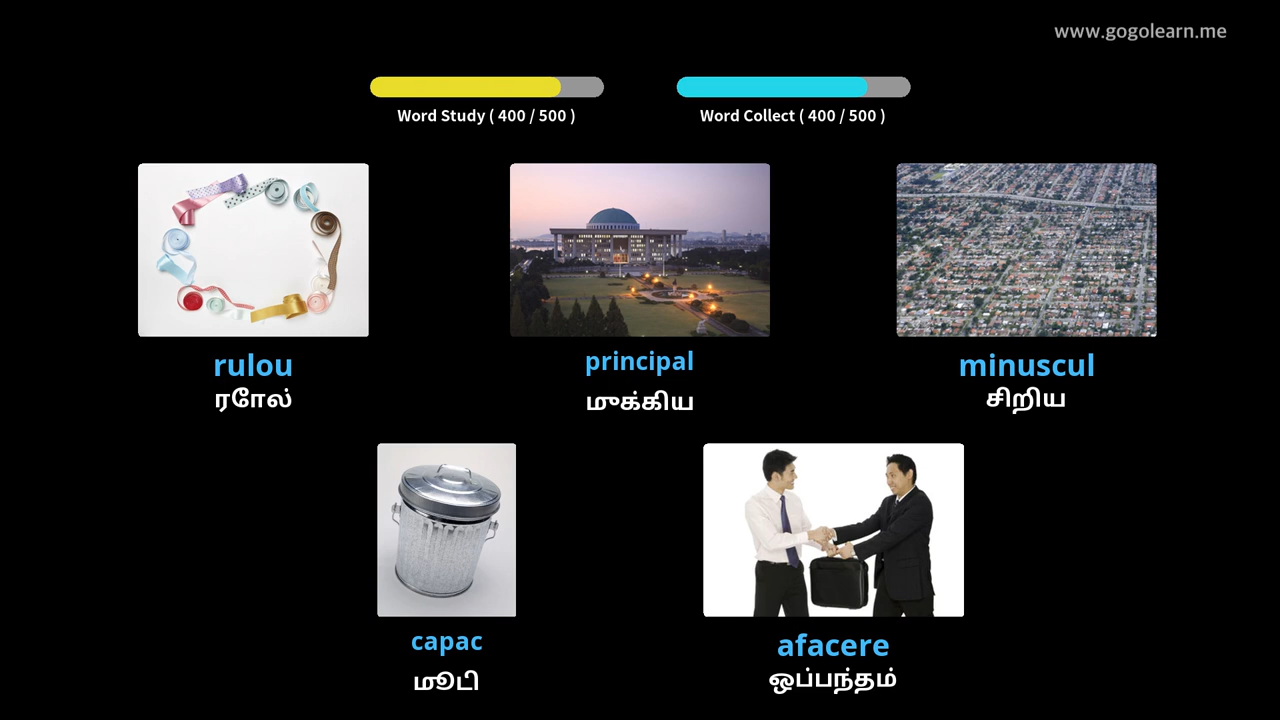 www.gogolearn.me
Word Study ( 400 / 500 )
Word Collect ( 400 / 500 )
rulou
ரோல்
principal
முக்கிய
minuscul
சிறிய
capac
மூபி
afacere
ஒப்பந்தம்